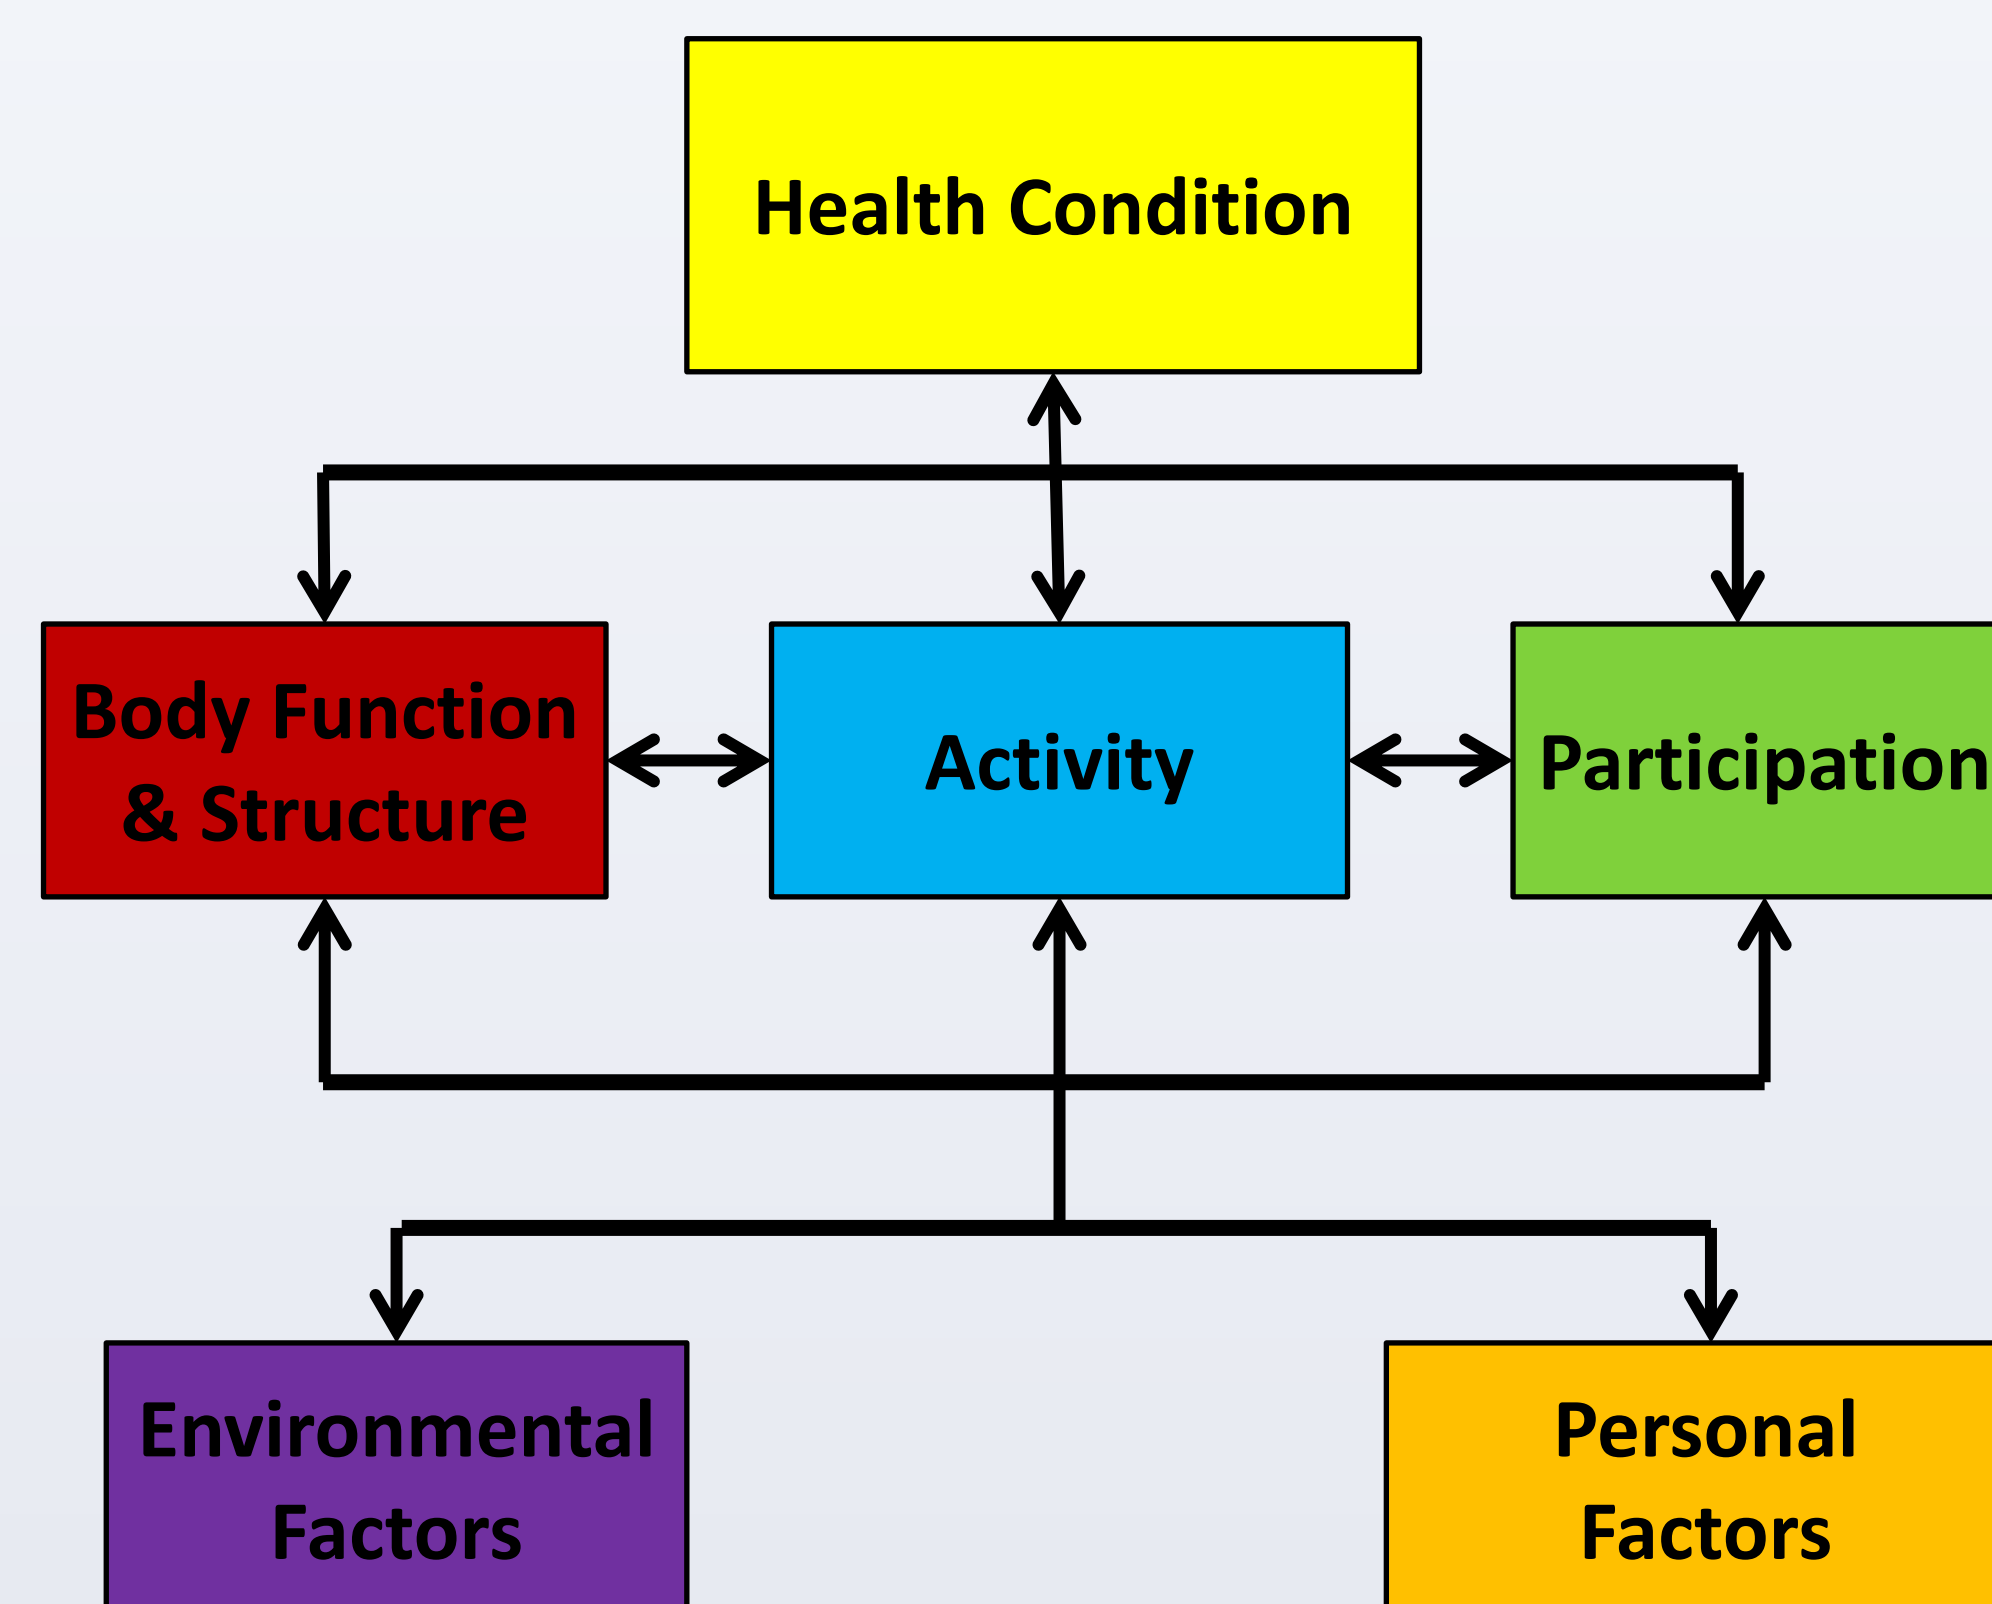 Health Condition
Body Function
& Structure
Activity
Participation
Environmental
Factors
Personal
Factors